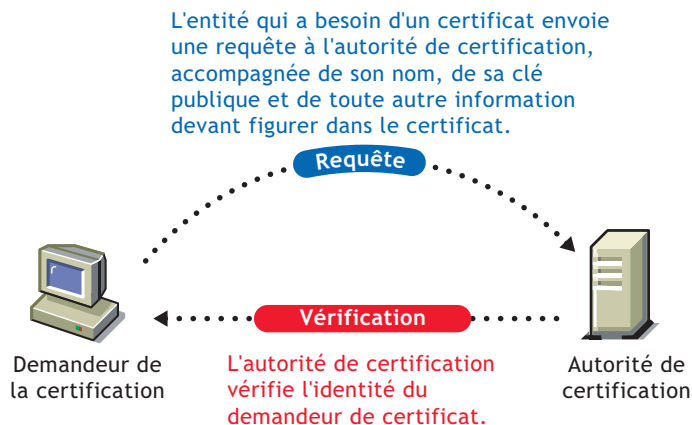 L'entité qui a besoin d'un certificat envoie
une requête à l'autorité de certification,
accompagnée de son nom, de sa clé
publique et de toute autre information
devant figurer dans le certificat.
Requête
Vérification
Demandeur de
la certification
L'autorité de certification
vérifie l'identité du
demandeur de certificat.
Autorité de
certification